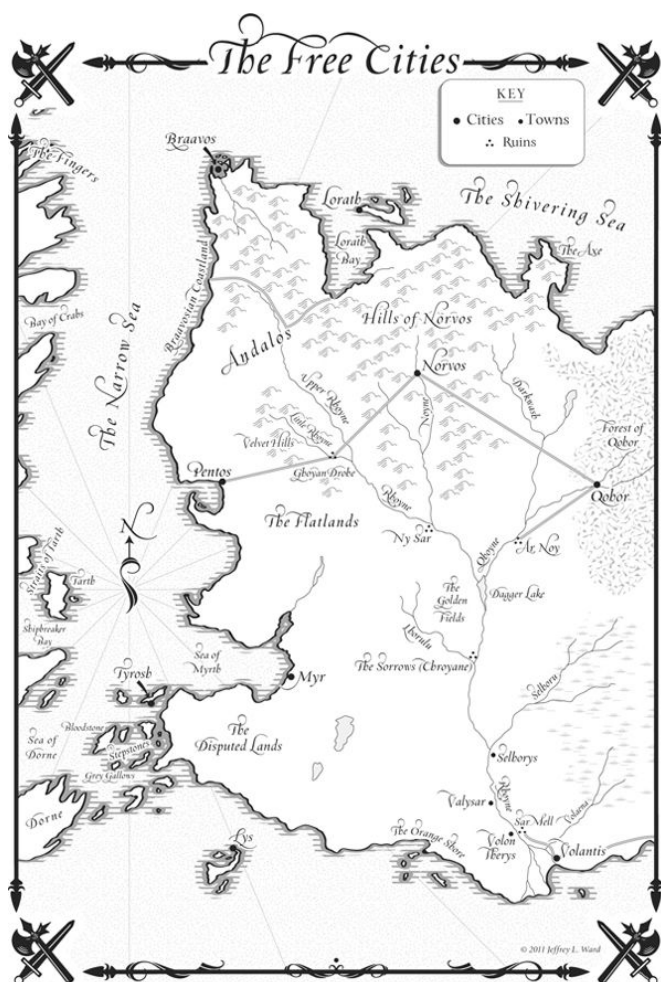 The Free Cities
KEY
Cities
Towns
Ruins
Braavos
The Fingers
Lorath
The Shivering Sea
Lorath
Bay
The Axe
Braavosian Coastland
Bay of Crabs
The Narrow Sea
Andalos
Hills of Norvos
Norvos
Upper Rhoyne
Little Rhoyne
Noyne
Darkwash
Velvet Hills
Forest of
Qohor
Pentos
Ghoyan Drohe
Qohor
Rhoyne
The Flatlands
Ny Sar
Qhoyne
Ar Noy
N
Straits of Tarth
Tarth
The
Golden
Fields
Dagger Lake
Shipbreaker
Bay
Lhorulu
Sea of
Myrth
The Sorrows (Chroyane)
Myr
Selhoru
Tyrosh
Bloodstone
Stepstones
Sea of
Dorne
Grey Gallows
The
Disputed Lands
Selhorys
Dorne
Valysar
Rhoyne
Sar Mell
Volaena
Lys
The Orange Shore
Volon
Therys
Volantis
© 2011 Jeffrey L. Ward